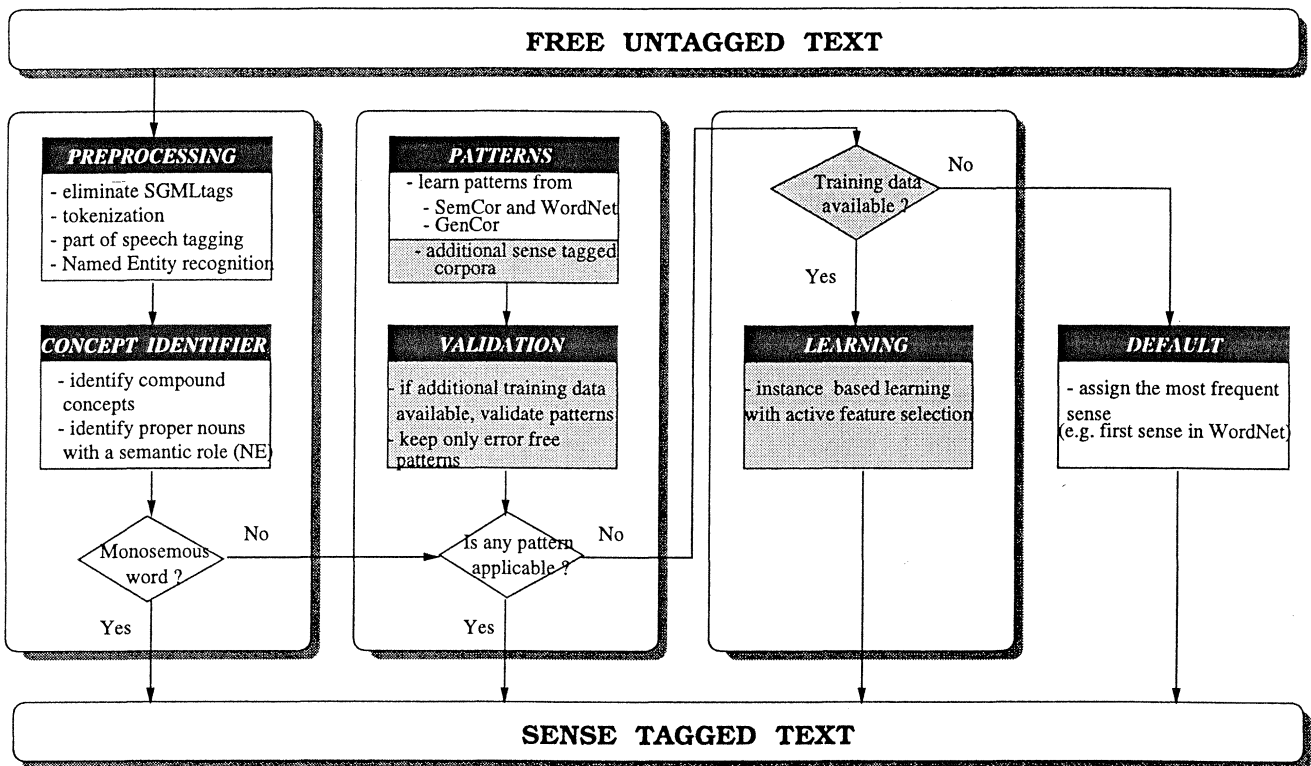 FREE UNTAGGED TEXT
PREPROCESSING
- eliminate SGMLtags
- tokenization
- part of speech tagging
- Named Entity recognition
CONCEPT IDENTIFIER
- identify compound
concepts
- identify proper nouns
with a semantic role (NE)
Monosemous
word ?
No
Yes
PATTERNS
- learn patterns from
- SemCor and WordNet
- GenCor
- additional sense tagged
corpora
VALIDATION
- if additional training data
available, validate patterns
- keep only error free
patterns
Is any pattern
applicable ?
No
Yes
Training data
available ?
No
Yes
LEARNING
- instance based learning
with active feature selection
DEFAULT
- assign the most frequent
sense
(e.g. first sense in WordNet)
SENSE TAGGED TEXT